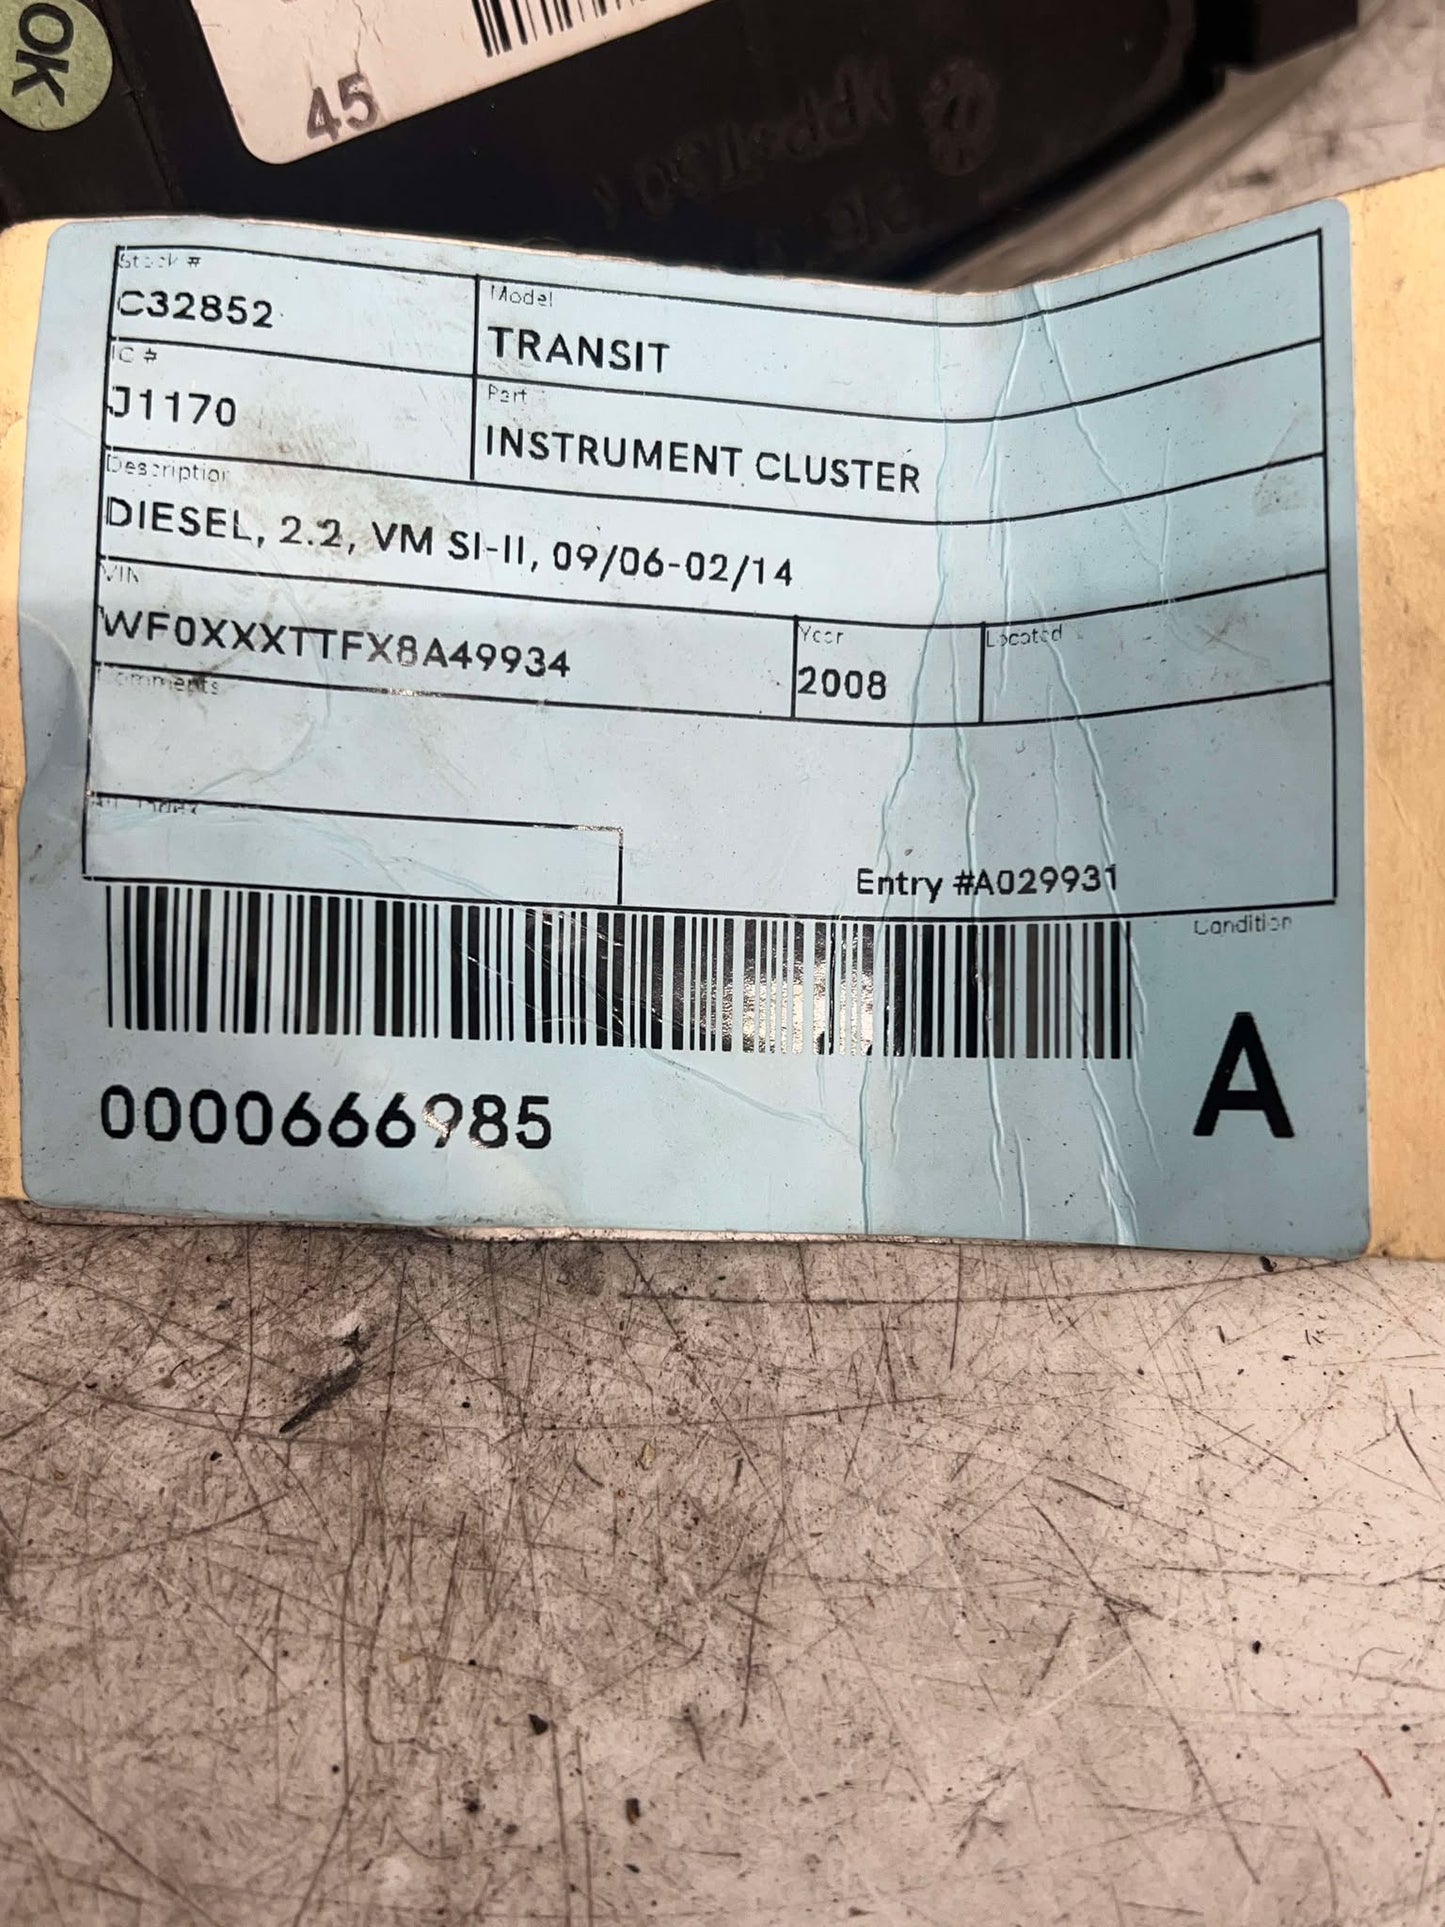 OK
45
Stock #
C32852
Model
TRANSIT
IC #
J1170
Part
INSTRUMENT CLUSTER
Description
DIESEL, 2.2, VM SI-II, 09/06-02/14
VIN
WF0XXXTTFX8A49934
Year
2008
Located
Comments
Entry #A029931
Condition
A
0000666985